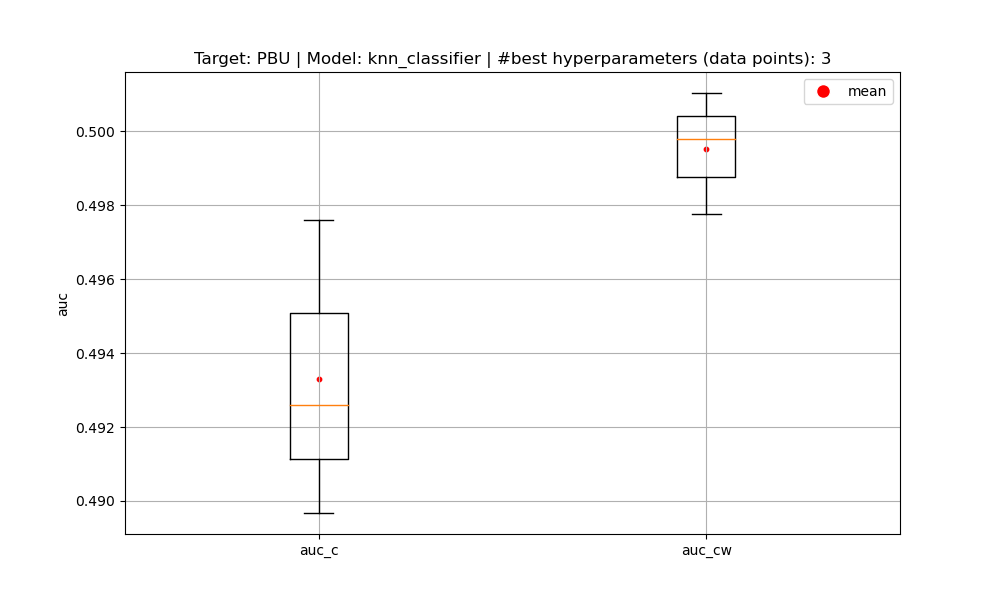 Target: PBU | Model: knn_classifier | #best hyperparameters (data points): 3
mean
0.500
0.498
0.496
0.494
0.492
0.490
auc
auc_c
auc_cw